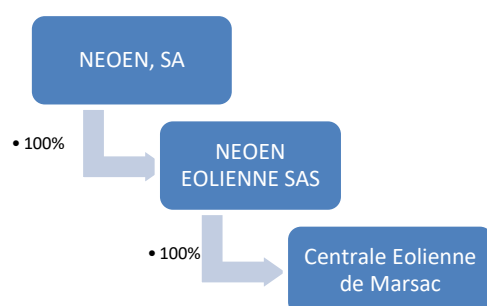 NEOEN, SA
• 100%
NEOEN
EOLIENNE SAS
• 100%
Centrale Eolienne
de Marsac